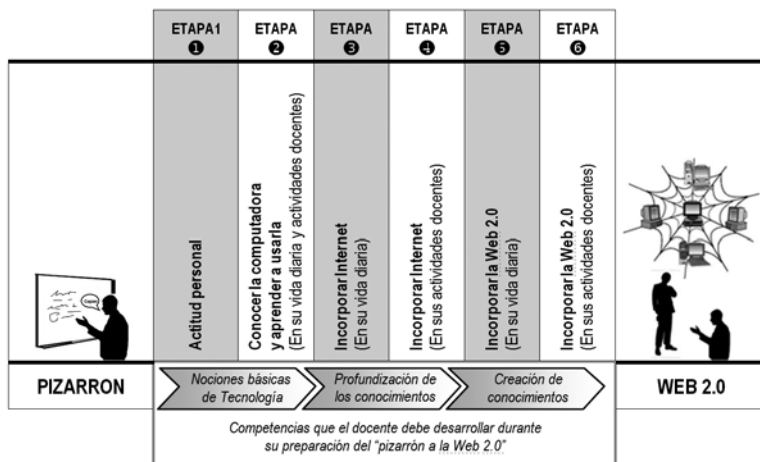 ETAPA1
❶
ETAPA
❷
ETAPA
❸
ETAPA
❹
ETAPA
❺
ETAPA
❻
Actitud personal
Conocer la computadora
y aprender a usarla
(En su vida diaria y actividades docentes)
Incorporar Internet
(En su vida diaria)
Incorporar Internet
(En sus actividades docentes)
Incorporar la Web 2.0
(En su vida diaria)
Incorporar la Web 2.0
(En sus actividades docentes)
PIZARRON
Nociones básicas
de Tecnología
Profundización de
los conocimientos
Creación de
conocimientos
WEB 2.0
Competencias que el docente debe desarrollar durante
su preparación del "pizarrón a la Web 2.0"